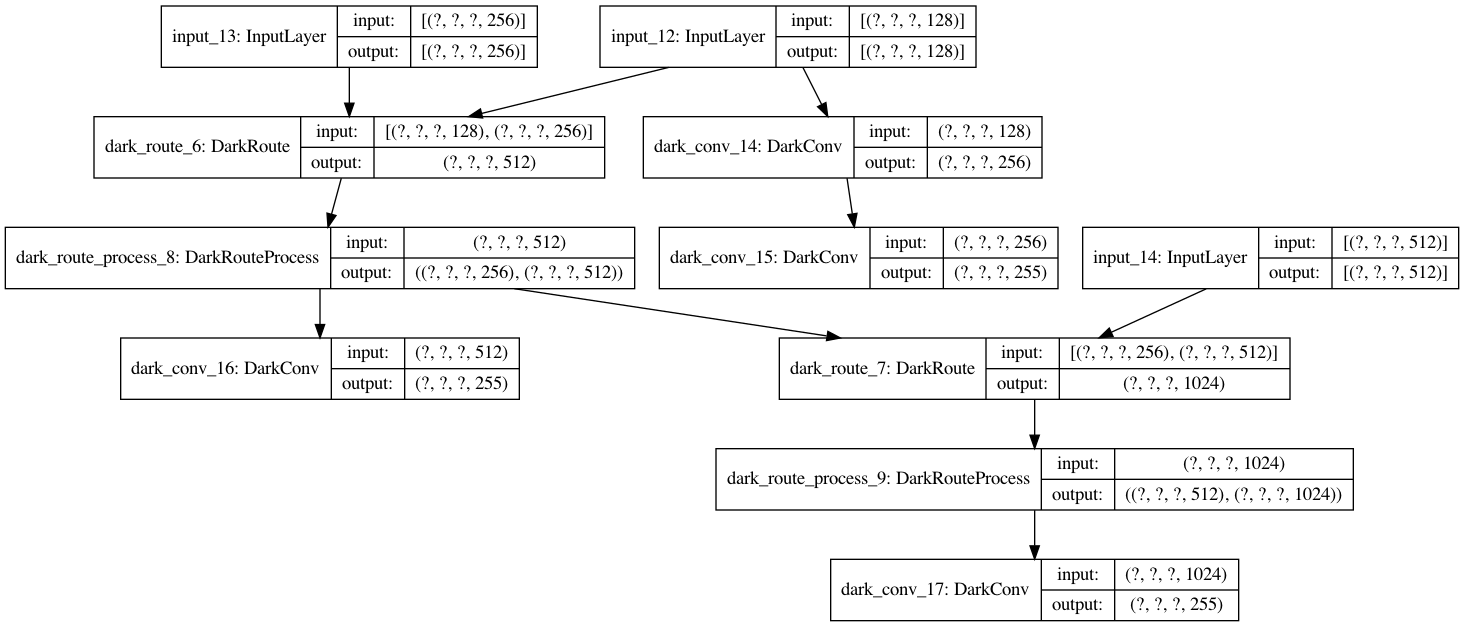 input_13: InputLayer
input:
[(?, ?, ?, 256)]
output:
[(?, ?, ?, 256)]
input_12: InputLayer
input:
[(?, ?, ?, 128)]
output:
[(?, ?, ?, 128)]
dark_route_6: DarkRoute
input:
[(?, ?, ?, 128), (?, ?, ?, 256)]
output:
(?, ?, ?, 512)
dark_conv_14: DarkConv
input:
(?, ?, ?, 128)
output:
(?, ?, ?, 256)
dark_route_process_8: DarkRouteProcess
input:
(?, ?, ?, 512)
output:
((?, ?, ?, 256), (?, ?, ?, 512))
dark_conv_15: DarkConv
input:
(?, ?, ?, 256)
output:
(?, ?, ?, 255)
input_14: InputLayer
input:
[(?, ?, ?, 512)]
output:
[(?, ?, ?, 512)]
dark_conv_16: DarkConv
input:
(?, ?, ?, 512)
output:
(?, ?, ?, 255)
dark_route_7: DarkRoute
input:
[(?, ?, ?, 256), (?, ?, ?, 512)]
output:
(?, ?, ?, 1024)
dark_route_process_9: DarkRouteProcess
input:
(?, ?, ?, 1024)
output:
((?, ?, ?, 512), (?, ?, ?, 1024))
dark_conv_17: DarkConv
input:
(?, ?, ?, 1024)
output:
(?, ?, ?, 255)